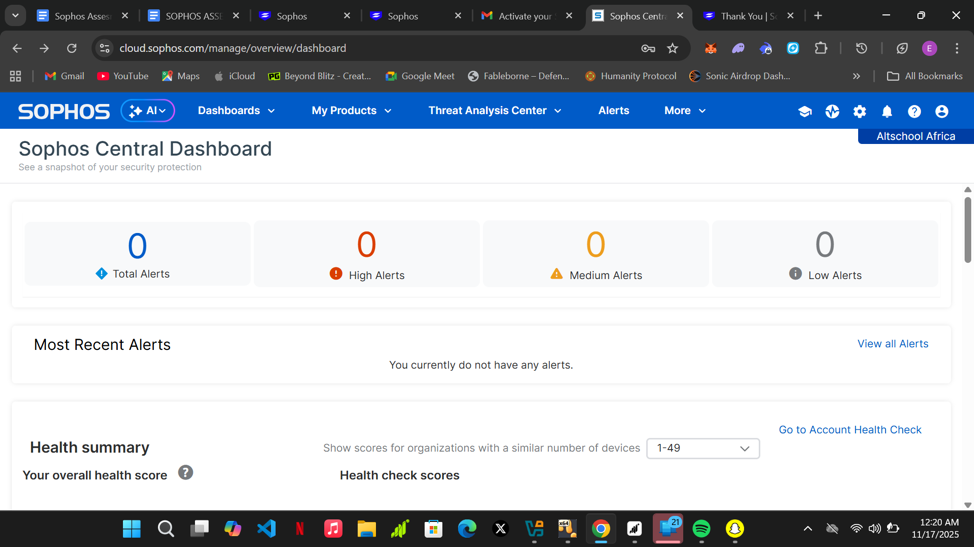 Sophos Asses
SOPHOS ASSE
Sophos
Sophos
Activate your
Sophos Centr
Thank You | S
cloud.sophos.com/manage/overview/dashboard
E
Gmail
YouTube
Maps
iCloud
PG
Beyond Blitz - Creat...
Google Meet
Fableborne – Defen...
Humanity Protocol
Sonic Airdrop Dash...
»
All Bookmarks
SOPHOS
AI
Dashboards
My Products
Threat Analysis Center
Alerts
More
Altschool Africa
Sophos Central Dashboard
See a snapshot of your security protection
0
Total Alerts
0
High Alerts
0
Medium Alerts
0
Low Alerts
Most Recent Alerts
View all Alerts
You currently do not have any alerts.
Go to Account Health Check
Health summary
Show scores for organizations with a similar number of devices
1-49
Your overall health score
Health check scores
x64
21
12:20 AM
11/17/2025